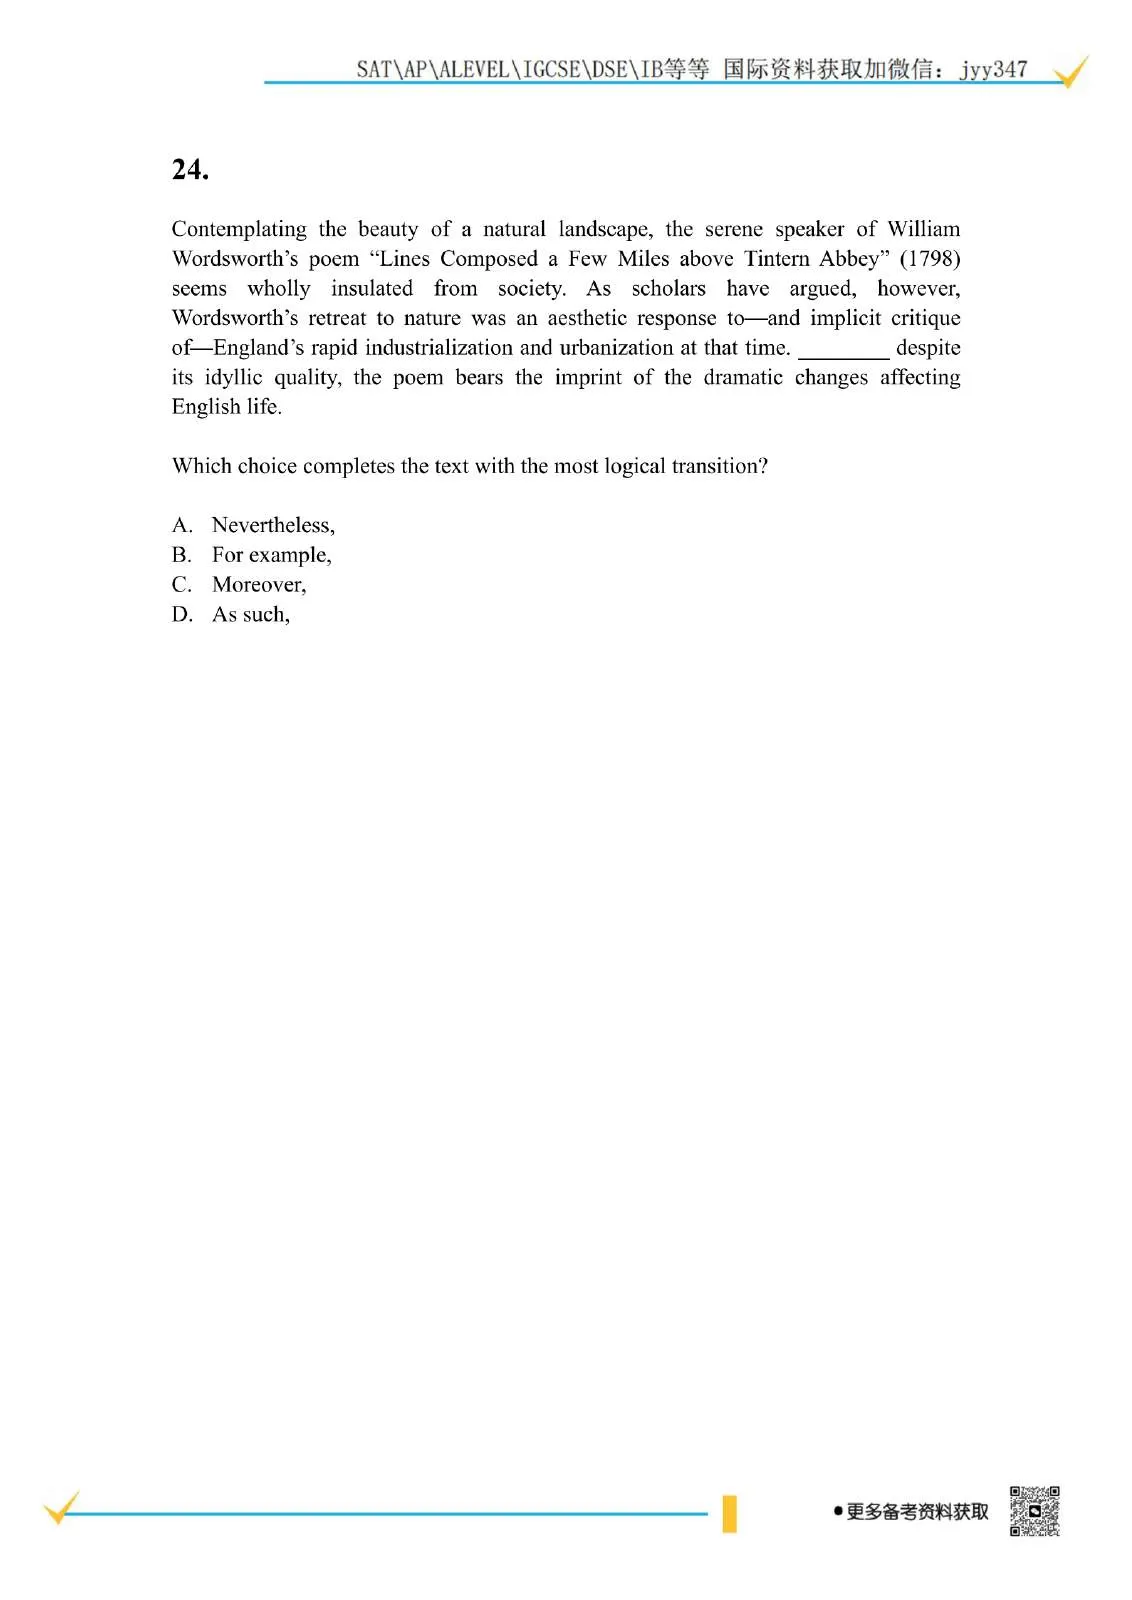 SAT\AP\ALEVEL\IGCSE\DSE\IB等等 国际资料获取加微信：jyy347
24.
Contemplating the beauty of a natural landscape, the serene speaker of William
Wordsworth’s poem “Lines Composed a Few Miles above Tintern Abbey” (1798)
seems wholly insulated from society. As scholars have argued, however,
Wordsworth’s retreat to nature was an aesthetic response to—and implicit critique
of—England’s rapid industrialization and urbanization at that time. ________ despite
its idyllic quality, the poem bears the imprint of the dramatic changes affecting
English life.
Which choice completes the text with the most logical transition?
A. Nevertheless,
B. For example,
C. Moreover,
D. As such,
•更多备考资料获取